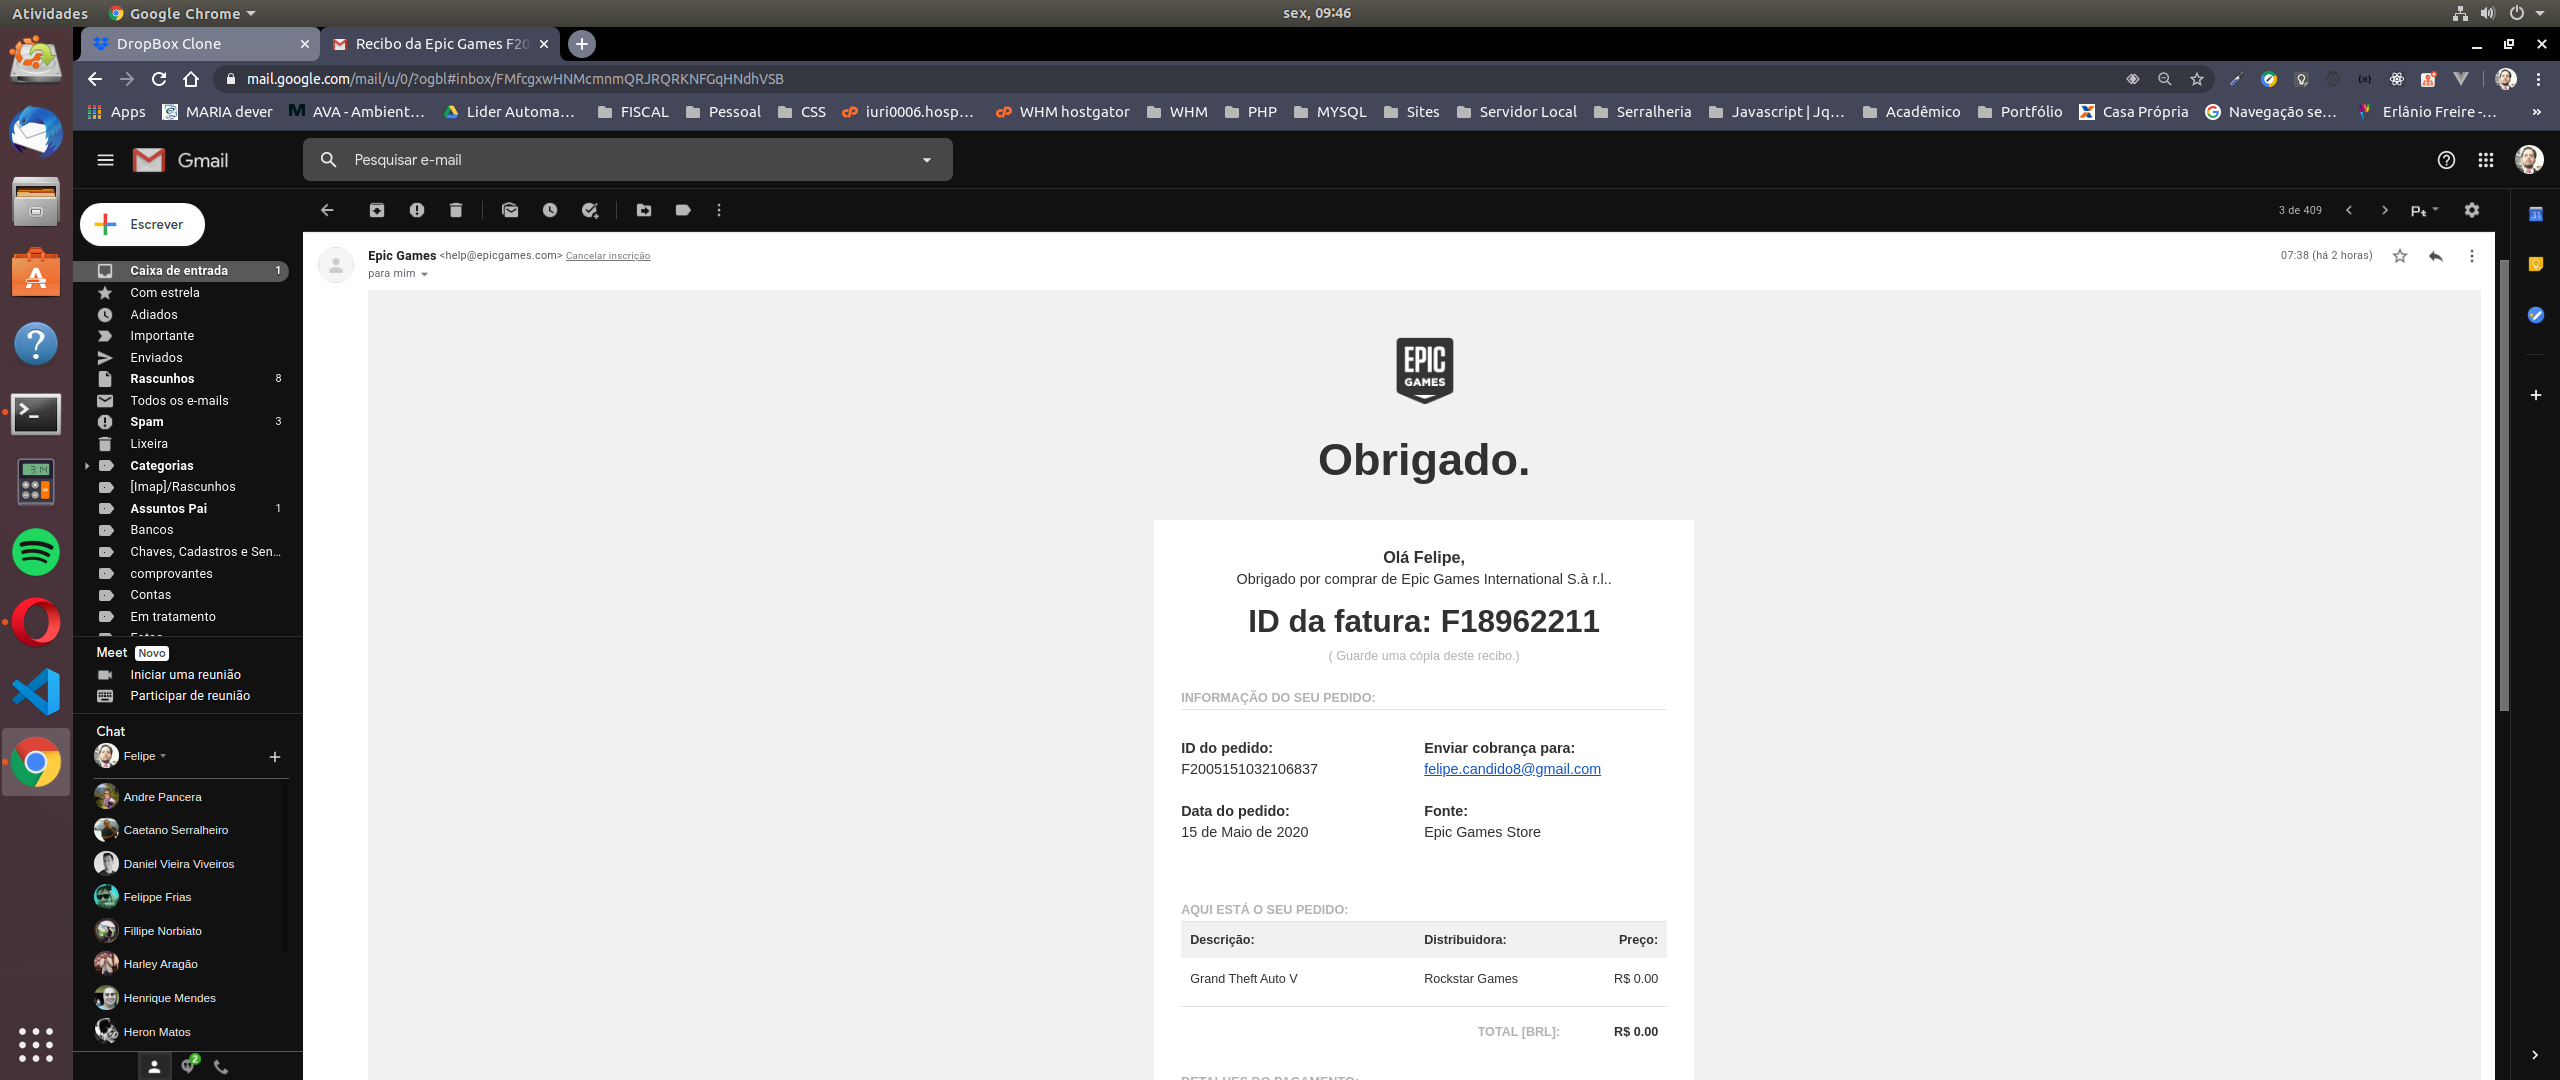 Atividades
Google Chrome
sex, 09:46
DropBox Clone
Recibo da Epic Games F20
mail.google.com/mail/u/0/?ogbl#inbox/FMfcgxwHNMcmnmQRJRQRKNFGqHNdhVSB
Apps
MARIA dever
AVA - Ambient…
Lider Automa…
FISCAL
Pessoal
CSS
iuri0006.hosp…
WHM hostgator
WHM
PHP
MYSQL
Sites
Servidor Local
Serralheria
Javascript | Jq…
Acadêmico
Portfólio
Casa Própria
Navegação se…
Erlânio Freire -…
»
Gmail
Pesquisar e-mail
Escrever
3 de 409
Caixa de entrada 1
Com estrela
Adiados
Importante
Enviados
Rascunhos 8
Todos os e-mails
Spam 3
Lixeira
Categorias
[Imap]/Rascunhos
Assuntos Pai 1
Bancos
Chaves, Cadastros e Sen…
comprovantes
Contas
Em tratamento
Meet Novo
Iniciar uma reunião
Participar de reunião
Chat
Felipe
Andre Pancera
Caetano Serralheiro
Daniel Vieira Viveiros
Felippe Frias
Fillipe Norbiato
Harley Aragão
Henrique Mendes
Heron Matos
2
Epic Games <help@epicgames.com> Cancelar inscrição
para mim
07:38 (há 2 horas)
EPIC
GAMES
Obrigado.
Olá Felipe,
Obrigado por comprar de Epic Games International S.à r.l..
ID da fatura: F18962211
( Guarde uma cópia deste recibo.)
INFORMAÇÃO DO SEU PEDIDO:
ID do pedido:
F2005151032106837
Enviar cobrança para:
felipe.candido8@gmail.com
Data do pedido:
15 de Maio de 2020
Fonte:
Epic Games Store
AQUI ESTÁ O SEU PEDIDO:
Descrição: Distribuidora: Preço:
Grand Theft Auto V Rockstar Games R$ 0.00
TOTAL [BRL]: R$ 0.00
DETALHES DO PAGAMENTO: